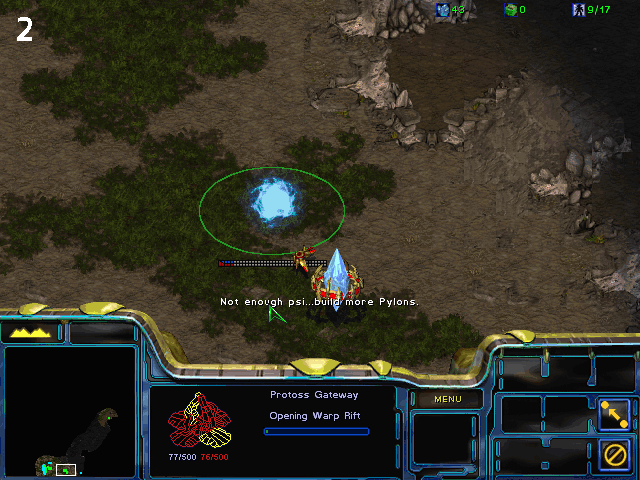 2
43
0
9/17
Not enough psi...build more Pylons.
Protoss Gateway
Opening Warp Rift
77/500 76/500
MENU